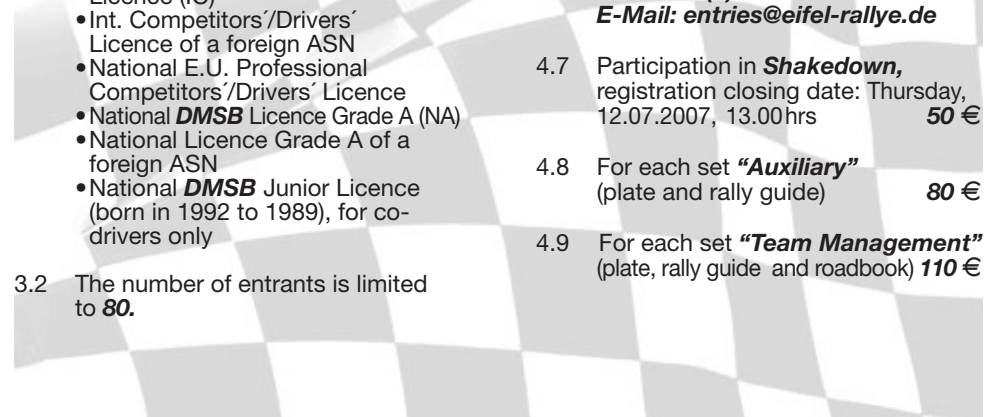 •Int. Competitors´/Drivers´
Licence of a foreign ASN
•National E.U. Professional
Competitors´/Drivers´ Licence
•National DMSB Licence Grade A (NA)
•National Licence Grade A of a
foreign ASN
•National DMSB Junior Licence
(born in 1992 to 1989), for co-
drivers only
3.2 The number of entrants is limited
to 80.
E-Mail: entries@eifel-rallye.de
4.7 Participation in Shakedown,
registration closing date: Thursday,
12.07.2007, 13.00 hrs 50 €
4.8 For each set “Auxiliary”
(plate and rally guide) 80 €
4.9 For each set “Team Management”
(plate, rally guide and roadbook) 110 €